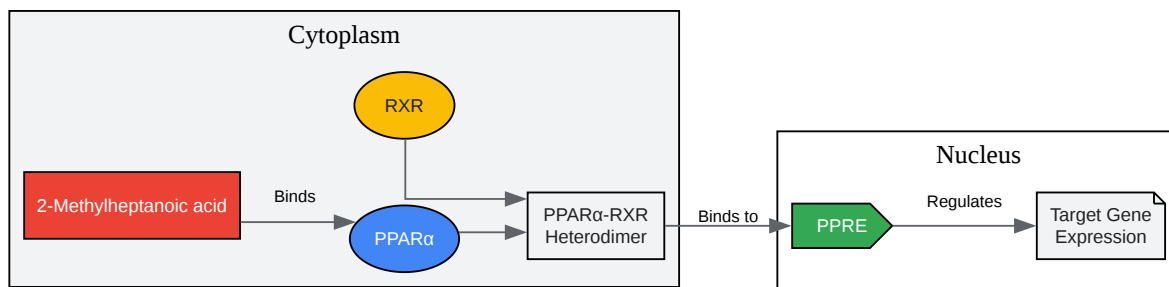 Cytoplasm
RXR
2-Methylheptanoic acid
Binds
PPARα
PPARα-RXR
Heterodimer
Binds to
Nucleus
PPRE
Regulates
Target Gene
Expression